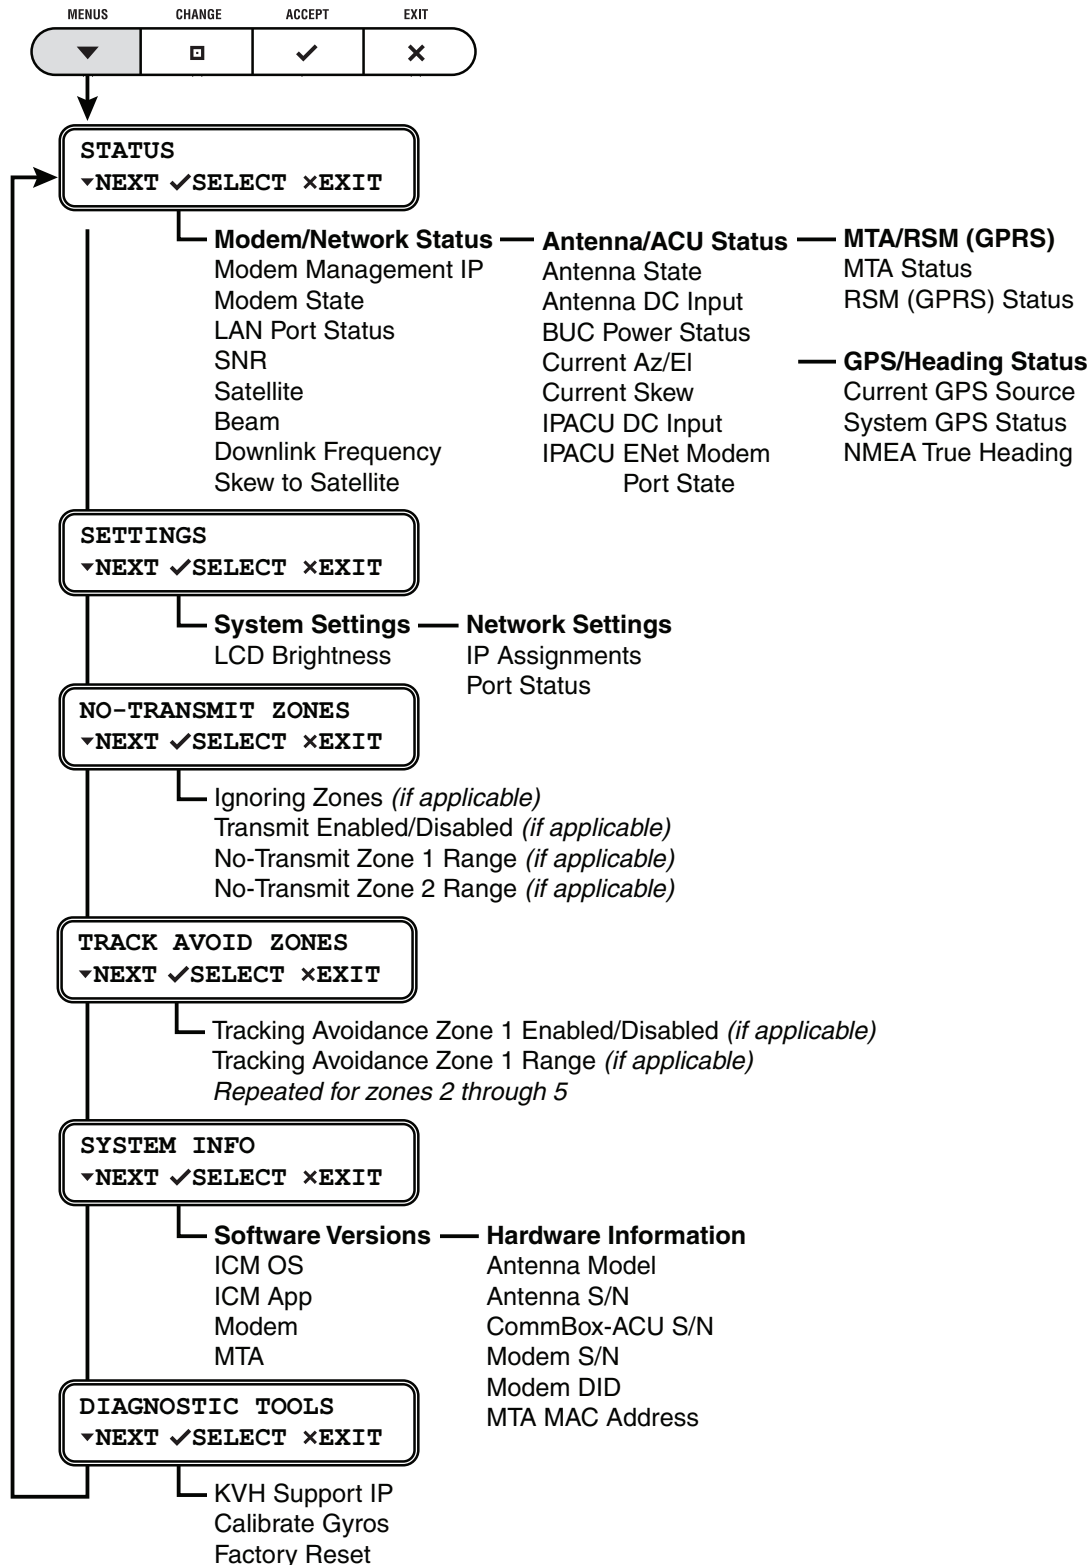 MENUS CHANGE ACCEPT EXIT
STATUS
▼NEXT ✓SELECT ×EXIT
Modem/Network Status
Modem Management IP
Modem State
LAN Port Status
SNR
Satellite
Beam
Downlink Frequency
Skew to Satellite
Antenna/ACU Status
Antenna State
Antenna DC Input
BUC Power Status
Current Az/El
Current Skew
IPACU DC Input
IPACU ENet Modem
Port State
MTA/RSM (GPRS)
MTA Status
RSM (GPRS) Status
GPS/Heading Status
Current GPS Source
System GPS Status
NMEA True Heading
SETTINGS
▼NEXT ✓SELECT ×EXIT
System Settings
LCD Brightness
Network Settings
IP Assignments
Port Status
NO-TRANSMIT ZONES
▼NEXT ✓SELECT ×EXIT
Ignoring Zones (if applicable)
Transmit Enabled/Disabled (if applicable)
No-Transmit Zone 1 Range (if applicable)
No-Transmit Zone 2 Range (if applicable)
TRACK AVOID ZONES
▼NEXT ✓SELECT ×EXIT
Tracking Avoidance Zone 1 Enabled/Disabled (if applicable)
Tracking Avoidance Zone 1 Range (if applicable)
Repeated for zones 2 through 5
SYSTEM INFO
▼NEXT ✓SELECT ×EXIT
Software Versions
ICM OS
ICM App
Modem
MTA
Hardware Information
Antenna Model
Antenna S/N
CommBox-ACU S/N
Modem S/N
Modem DID
MTA MAC Address
DIAGNOSTIC TOOLS
▼NEXT ✓SELECT ×EXIT
KVH Support IP
Calibrate Gyros
Factory Reset